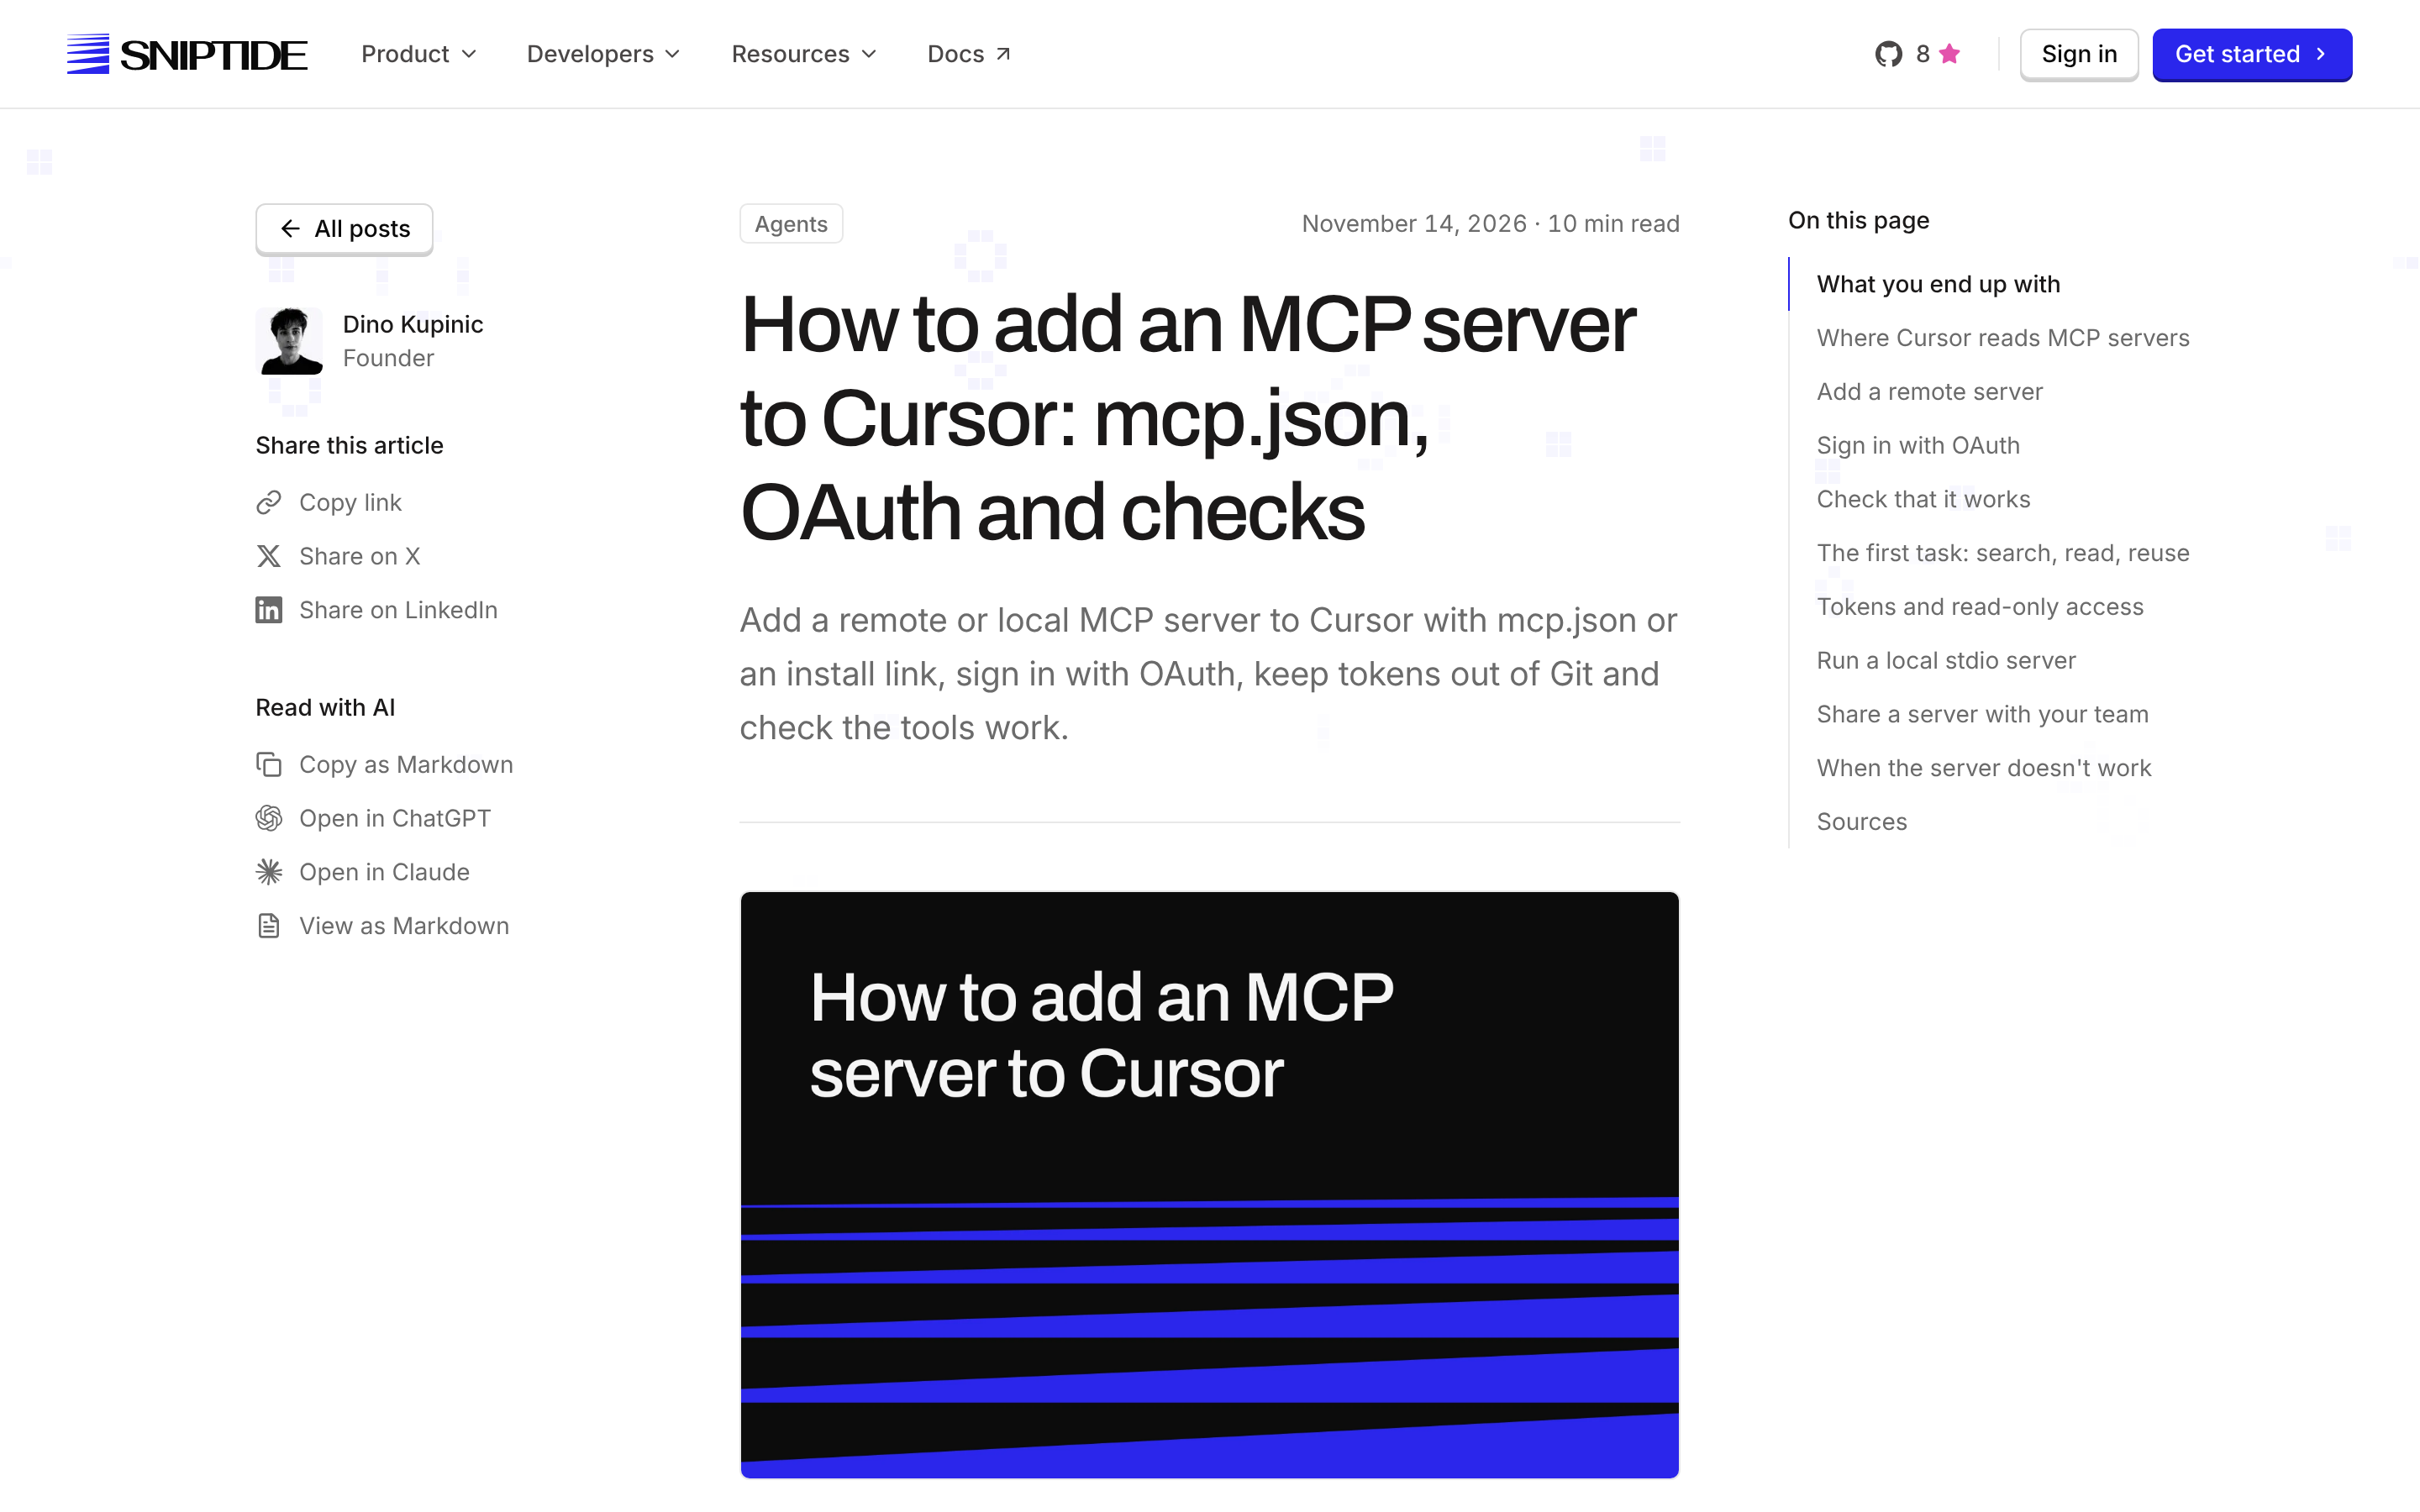 SNIPTIDE
Product
Developers
Resources
Docs
8
Sign in
Get started
All posts
Dino Kupinic
Founder
Share this article
Copy link
Share on X
Share on LinkedIn
Read with AI
Copy as Markdown
Open in ChatGPT
Open in Claude
View as Markdown
Agents
November 14, 2026 · 10 min read
How to add an MCP server
to Cursor: mcp.json,
OAuth and checks
Add a remote or local MCP server to Cursor with mcp.json or
an install link, sign in with OAuth, keep tokens out of Git and
check the tools work.
How to add an MCP
server to Cursor
On this page
What you end up with
Where Cursor reads MCP servers
Add a remote server
Sign in with OAuth
Check that it works
The first task: search, read, reuse
Tokens and read-only access
Run a local stdio server
Share a server with your team
When the server doesn't work
Sources